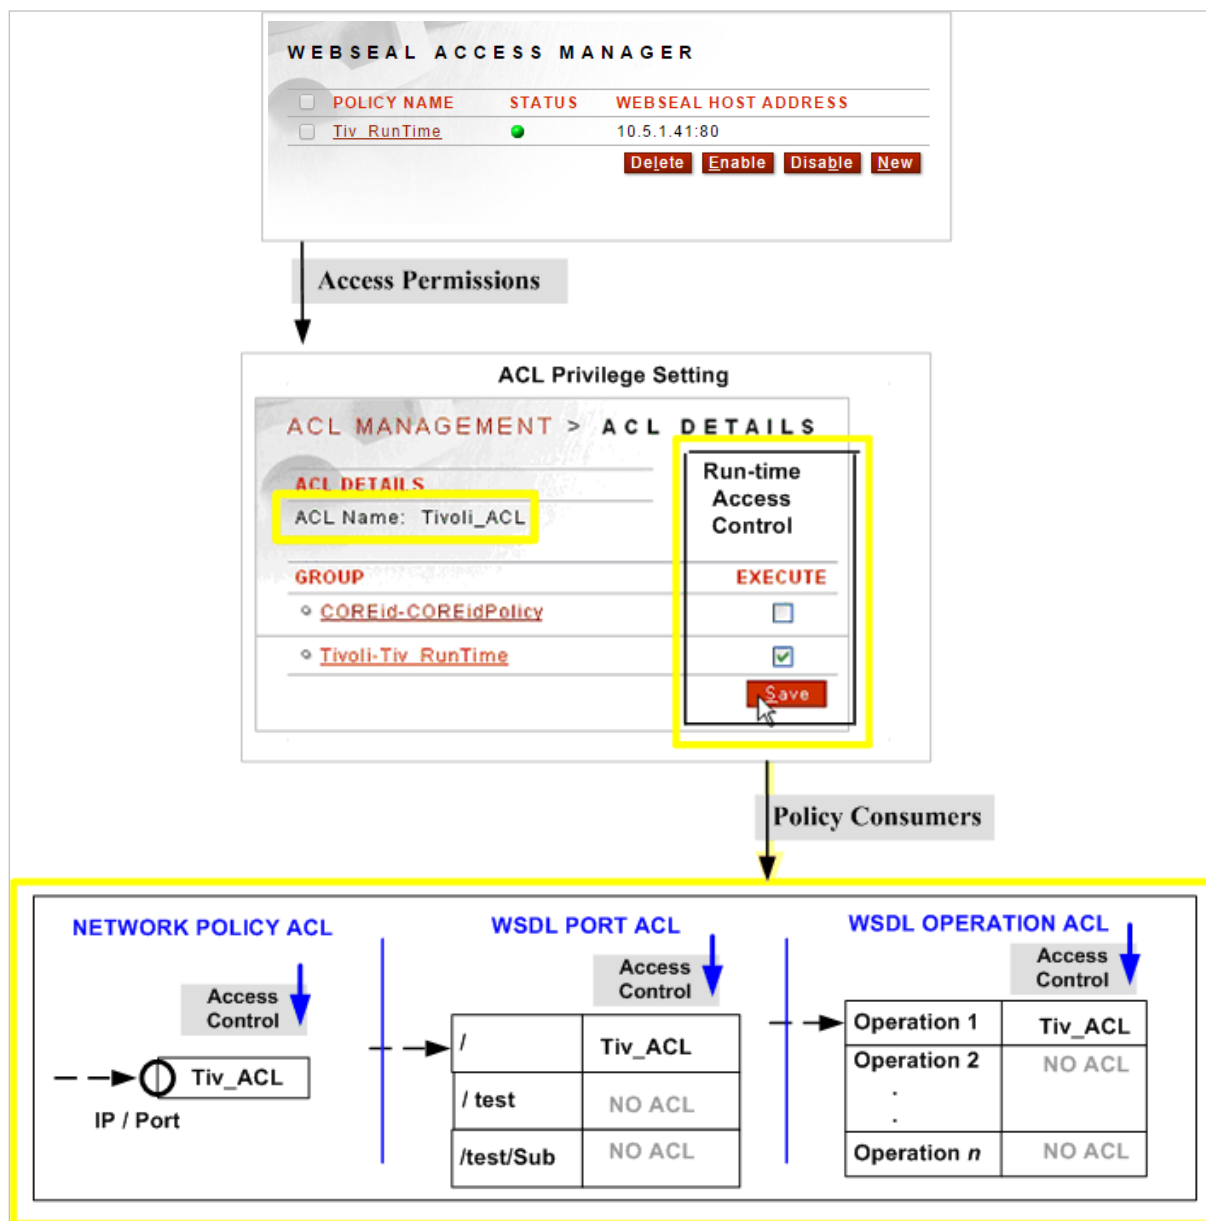 WEBSEAL ACCESS MANAGER
POLICY NAME STATUS WEBSEAL HOST ADDRESS
Tiv_RunTime 10.5.1.41:80
Delete Enable Disable New
Access Permissions
ACL Privilege Setting
ACL MANAGEMENT > ACL DETAILS
ACL DETAILS
ACL Name: Tivoli_ACL
Run-time
Access
Control
GROUP EXECUTE
COREid-COREidPolicy
Tivoli-Tiv_RunTime
Save
Policy Consumers
NETWORK POLICY ACL
Access
Control
Tiv_ACL
IP / Port
WSDL PORT ACL
Access
Control
/ Tiv_ACL
/ test NO ACL
/test/Sub NO ACL
WSDL OPERATION ACL
Access
Control
Operation 1 Tiv_ACL
Operation 2 NO ACL
.
.
Operation n NO ACL